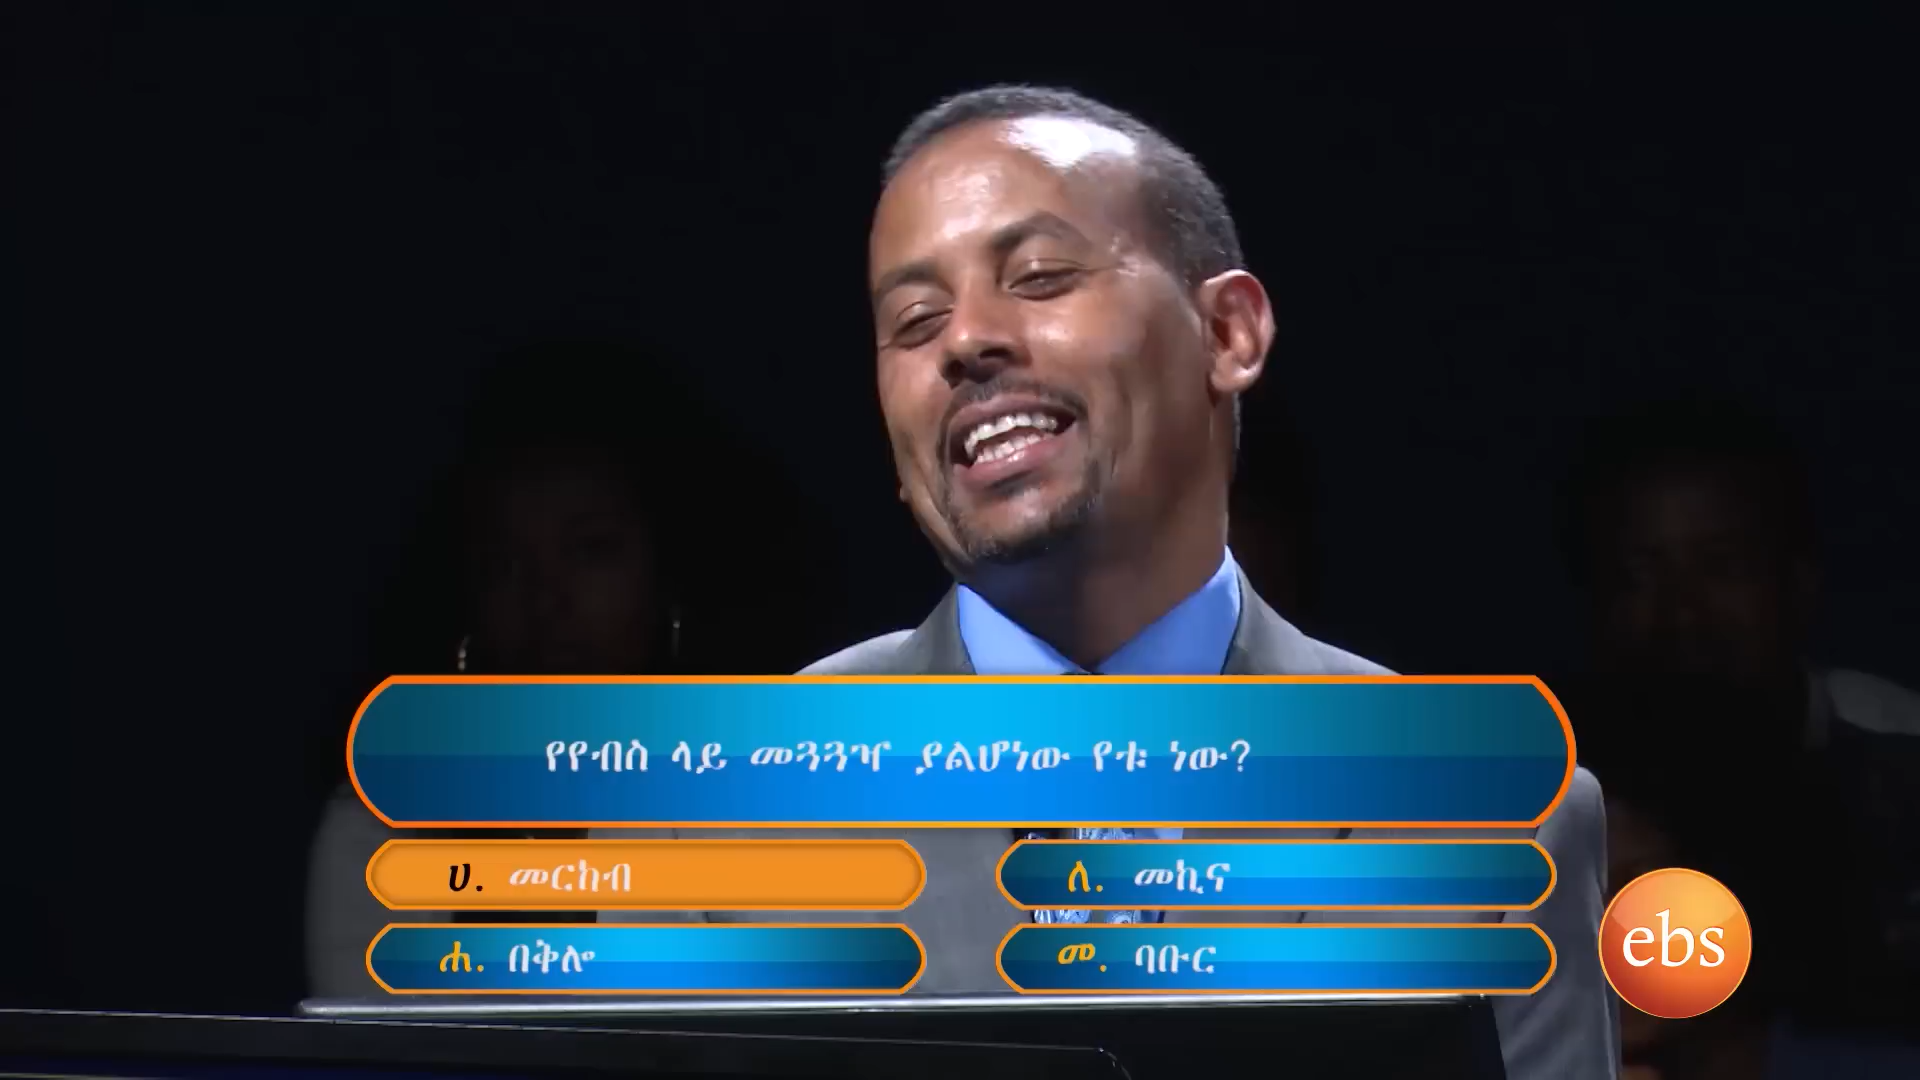 የየብስ ላይ መጓጓዣ ያልሆነው የቱ ነው?
ሀ. መርከብ
ለ. መኪና
ሐ. በቅሎ
መ. ባቡር
ebs